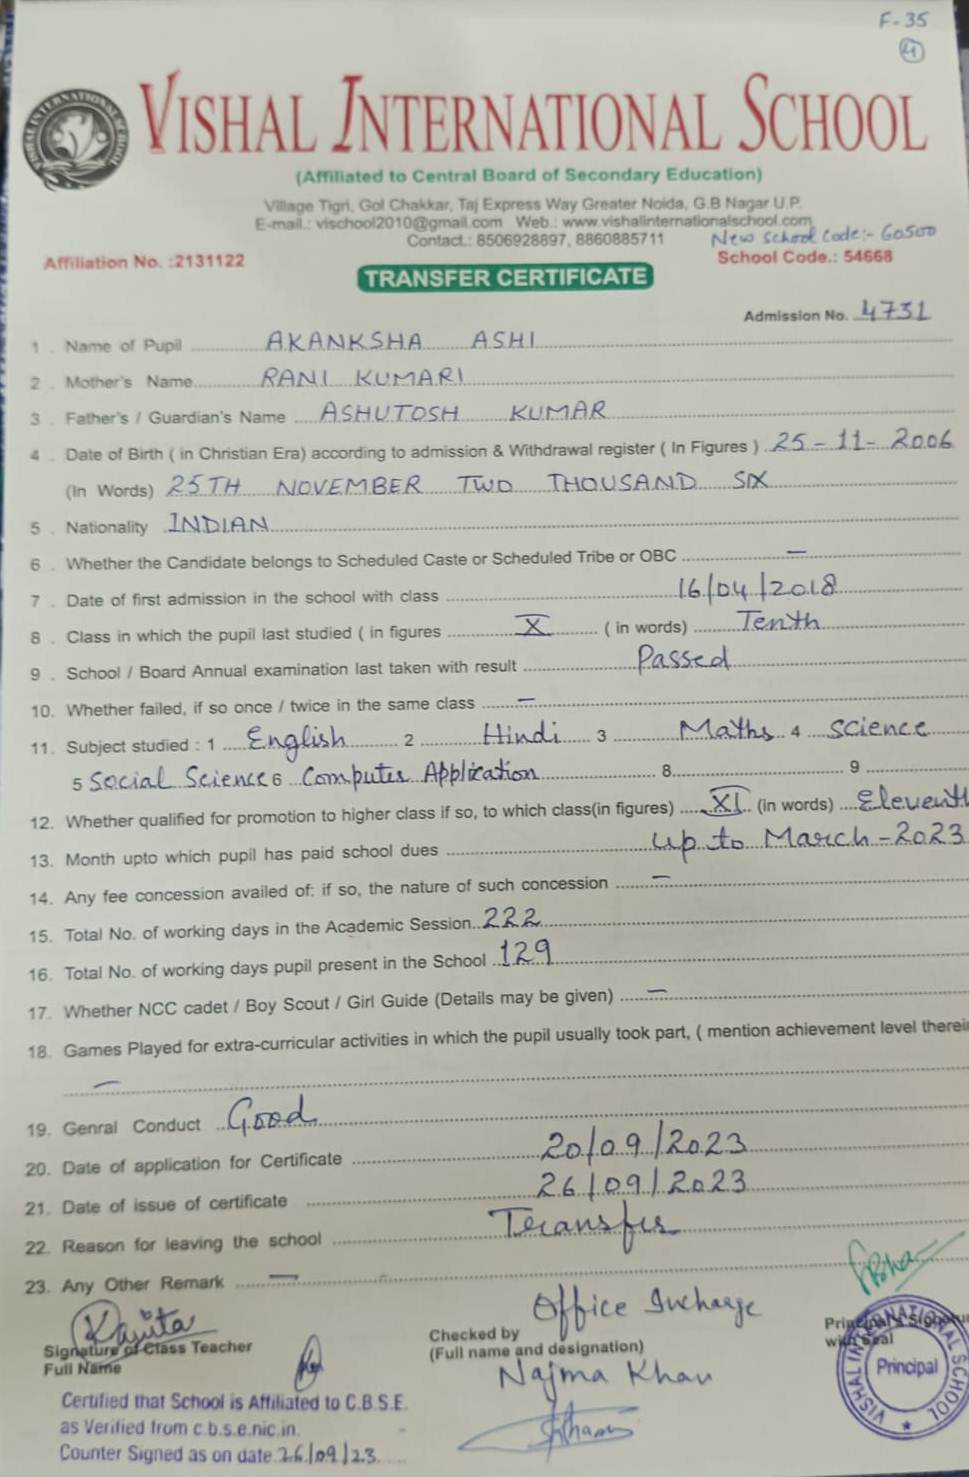 F-35
4
VISHAL INTERNATIONAL SCHOOL
(Affiliated to Central Board of Secondary Education)
Village Tigri, Gol Chakkar, Taj Express Way Greater Noida, G.B Nagar U.P.
E-mail.: vischool2010@gmail.com Web.: www.vishalinternationalschool.com
Contact.: 8506928897, 8860885711 New School Code:- 60500
Affiliation No. :2131122 School Code.: 54668
TRANSFER CERTIFICATE
Admission No. 4731
1 . Name of Pupil AKANKSHA ASHI
2 . Mother's Name RANI KUMARI
3 . Father's / Guardian's Name ASHUTOSH KUMAR
4 . Date of Birth ( in Christian Era) according to admission & Withdrawal register ( In Figures ) 25-11-2006
(In Words) 25TH NOVEMBER TWO THOUSAND SIX
5 . Nationality INDIAN
6 . Whether the Candidate belongs to Scheduled Caste or Scheduled Tribe or OBC —
7 . Date of first admission in the school with class 16/04/2018
8 . Class in which the pupil last studied ( in figures X ( in words) Tenth
9 . School / Board Annual examination last taken with result Passed
10. Whether failed, if so once / twice in the same class —
11. Subject studied : 1 English 2 Hindi 3 Maths 4 Science
5 Social Science 6 Computer Application 8 9
12. Whether qualified for promotion to higher class if so, to which class(in figures) XI (in words) Eleventh
13. Month upto which pupil has paid school dues up to March-2023
14. Any fee concession availed of: if so, the nature of such concession —
15. Total No. of working days in the Academic Session 222
16. Total No. of working days pupil present in the School 129
17. Whether NCC cadet / Boy Scout / Girl Guide (Details may be given) —
18. Games Played for extra-curricular activities in which the pupil usually took part, ( mention achievement level therein
—
19. Genral Conduct Good
20. Date of application for Certificate 20/09/2023
21. Date of issue of certificate 26/09/2023
22. Reason for leaving the school Transfer
23. Any Other Remark —
Kavita
Signature of Class Teacher
Full Name
Office Incharge
Checked by
(Full name and designation)
Najma Khan
Principal's Signature
with Seal
VISHAL INTERNATIONAL SCHOOL
Principal
Certified that School is Affiliated to C.B.S.E.
as Verified from c.b.s.e.nic.in.
Counter Signed as on date 26/09/23